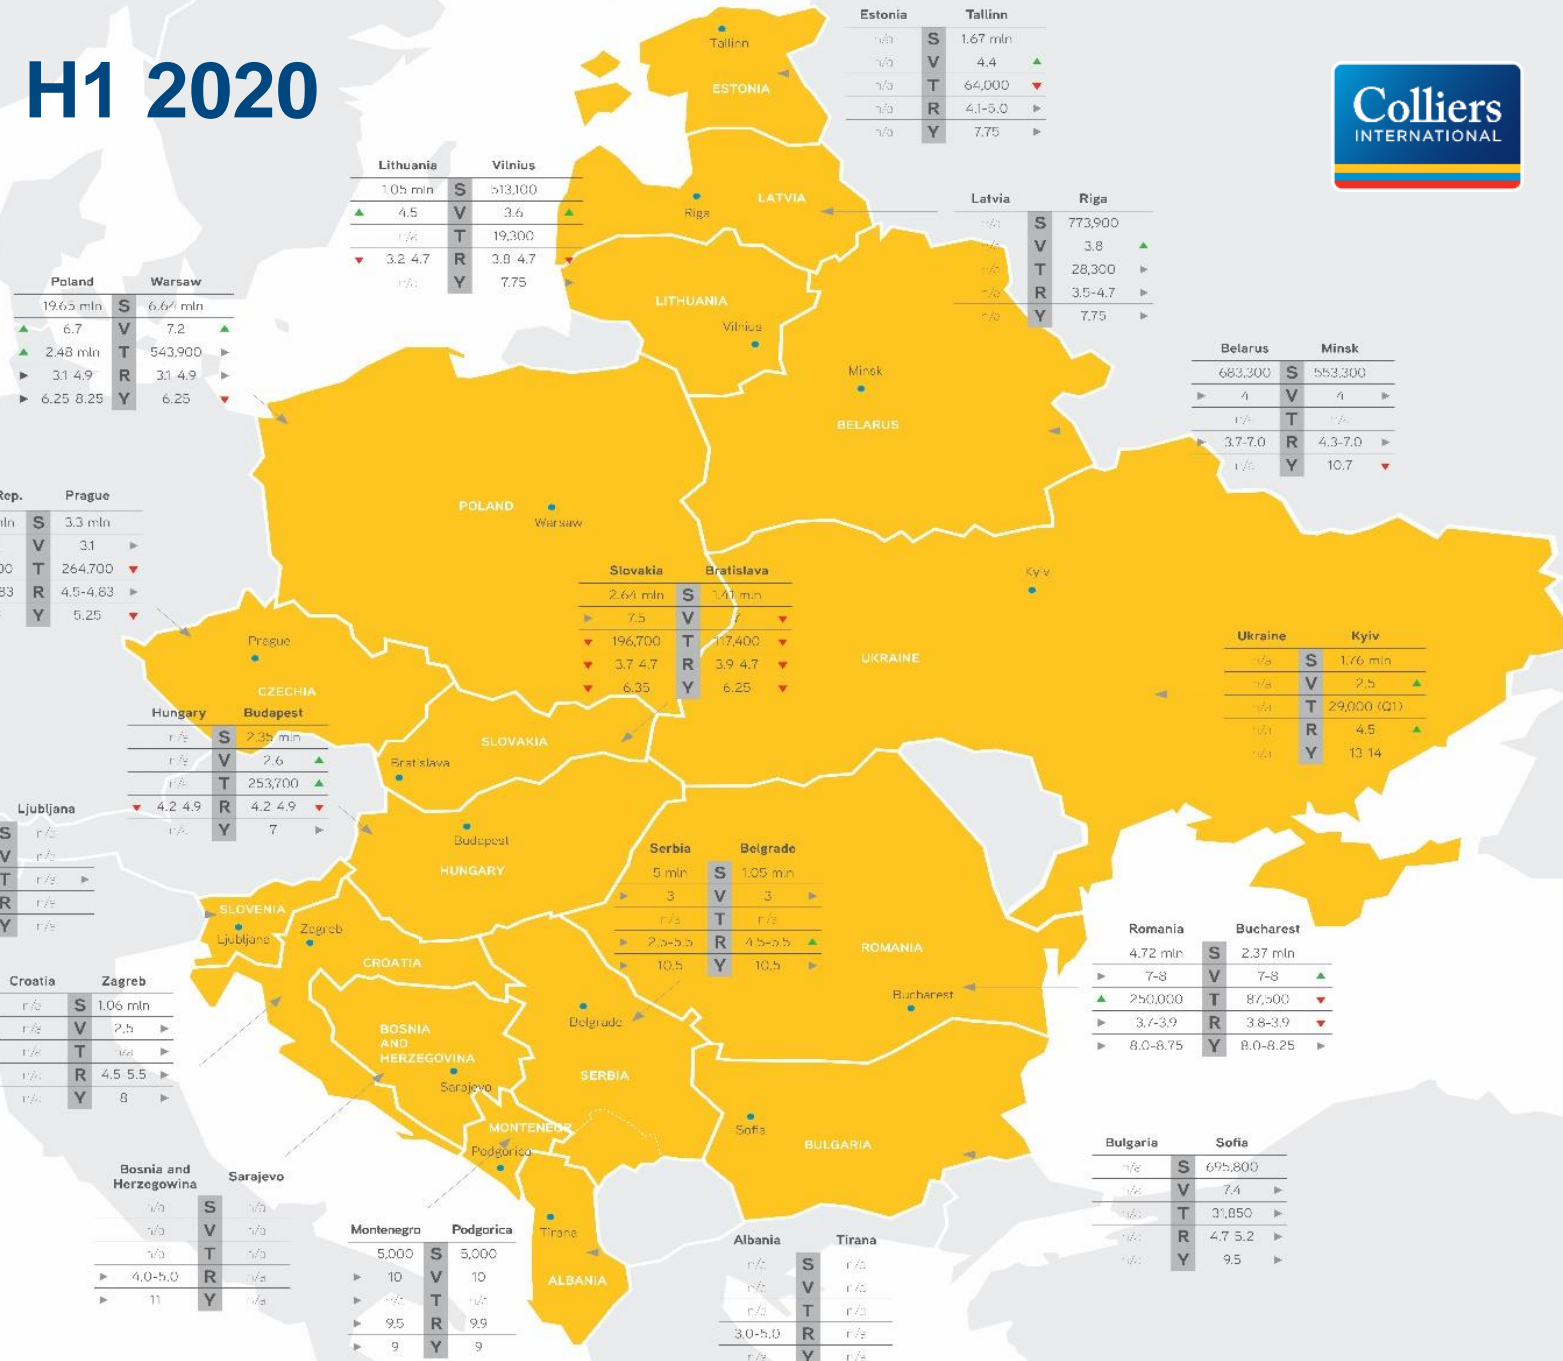 H1 2020
Colliers
INTERNATIONAL
Estonia Tallinn
n/a S 1.67 mln
n/a V 4.4
n/a T 64,000
n/a R 4.1-5.0
n/a Y 7.75
Lithuania Vilnius
1.05 mln S 513,100
4.5 V 3.6
n/a T 19,300
3.2-4.7 R 3.8-4.7
n/a Y 7.75
Latvia Riga
n/a S 773,900
n/a V 3.8
n/a T 28,300
n/a R 3.5-4.7
n/a Y 7.75
Poland Warsaw
19.65 mln S 6.64 mln
6.7 V 7.2
2.48 mln T 543,900
3.1-4.9 R 3.1-4.9
6.25-8.25 Y 6.25
Belarus Minsk
683,300 S 553,300
4 V 4
n/a T n/a
3.7-7.0 R 4.3-7.0
n/a Y 10.7
Rep. Prague
mln S 3.3 mln
V 3.1
00 T 264,700
83 R 4.5-4.83
Y 5.25
Slovakia Bratislava
2.64 mln S 1.41 mln
7.5 V 7
196,700 T 117,400
3.7-4.7 R 3.9-4.7
6.35 Y 6.25
Ukraine Kyiv
n/a S 1.76 mln
n/a V 2.5
n/a T 29,000 (Q1)
n/a R 4.5
n/a Y 13-14
Hungary Budapest
n/a S 2.35 mln
n/a V 2.6
n/a T 253,700
4.2-4.9 R 4.2-4.9
n/a Y 7
Ljubljana
S n/a
V n/a
T n/a
R n/a
Y n/a
Serbia Belgrade
5 mln S 1.05 mln
3 V 3
n/a T n/a
2.5-5.5 R 4.5-5.5
10.5 Y 10.5
Romania Bucharest
4.72 mln S 2.37 mln
7-8 V 7-8
250,000 T 87,500
3.7-3.9 R 3.8-3.9
8.0-8.75 Y 8.0-8.25
Croatia Zagreb
n/a S 1.06 mln
n/a V 2,5
n/a T n/a
n/a R 4.5-5.5
n/a Y 8
Bulgaria Sofia
n/a S 695,800
n/a V 7.4
n/a T 31,850
n/a R 4.7-5.2
n/a Y 9.5
Bosnia and
Herzegowina Sarajevo
n/a S n/a
n/a V n/a
n/a T n/a
4.0-5.0 R n/a
11 Y n/a
Montenegro Podgorica
5,000 S 5,000
10 V 10
n/a T n/a
9.5 R 9.9
9 Y 9
Albania Tirana
n/a S n/a
n/a V n/a
n/a T n/a
3.0-5.0 R n/a
n/a Y n/a
Tallinn
ESTONIA
LATVIA
Riga
LITHUANIA
Vilnius
Minsk
BELARUS
POLAND
Warsaw
Kyiv
UKRAINE
Prague
CZECHIA
SLOVAKIA
Bratislava
Budapest
HUNGARY
SLOVENIA
Ljubljana
Zagreb
CROATIA
ROMANIA
Bucharest
BOSNIA
AND
HERZEGOVINA
Sarajevo
Belgrade
SERBIA
MONTENEGR
Podgorica
Sofia
BULGARIA
Tirana
ALBANIA